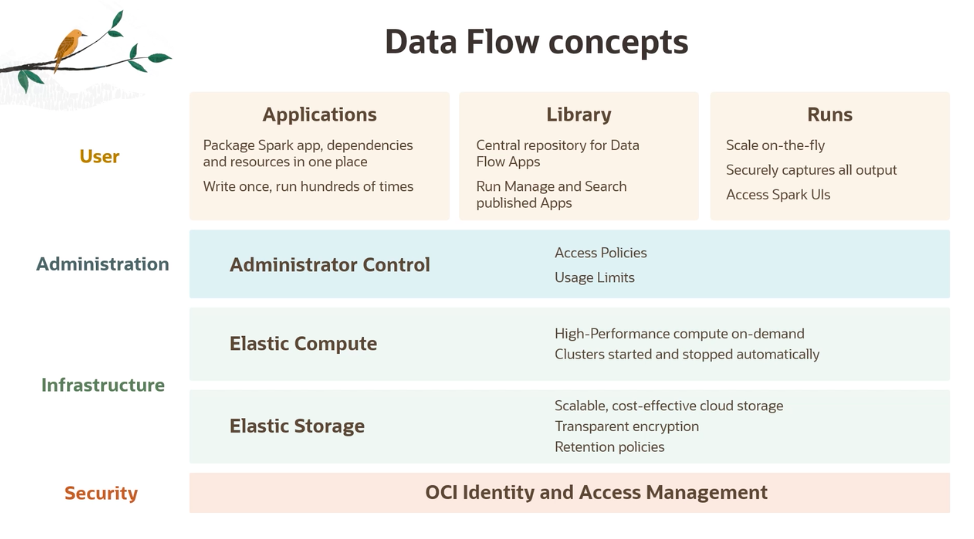 Data Flow concepts
User
Applications
Package Spark app, dependencies
and resources in one place
Write once, run hundreds of times
Library
Central repository for Data
Flow Apps
Run Manage and Search
published Apps
Runs
Scale on-the-fly
Securely captures all output
Access Spark UIs
Administration
Administrator Control
Access Policies
Usage Limits
Infrastructure
Elastic Compute
High-Performance compute on-demand
Clusters started and stopped automatically
Elastic Storage
Scalable, cost-effective cloud storage
Transparent encryption
Retention policies
Security
OCI Identity and Access Management